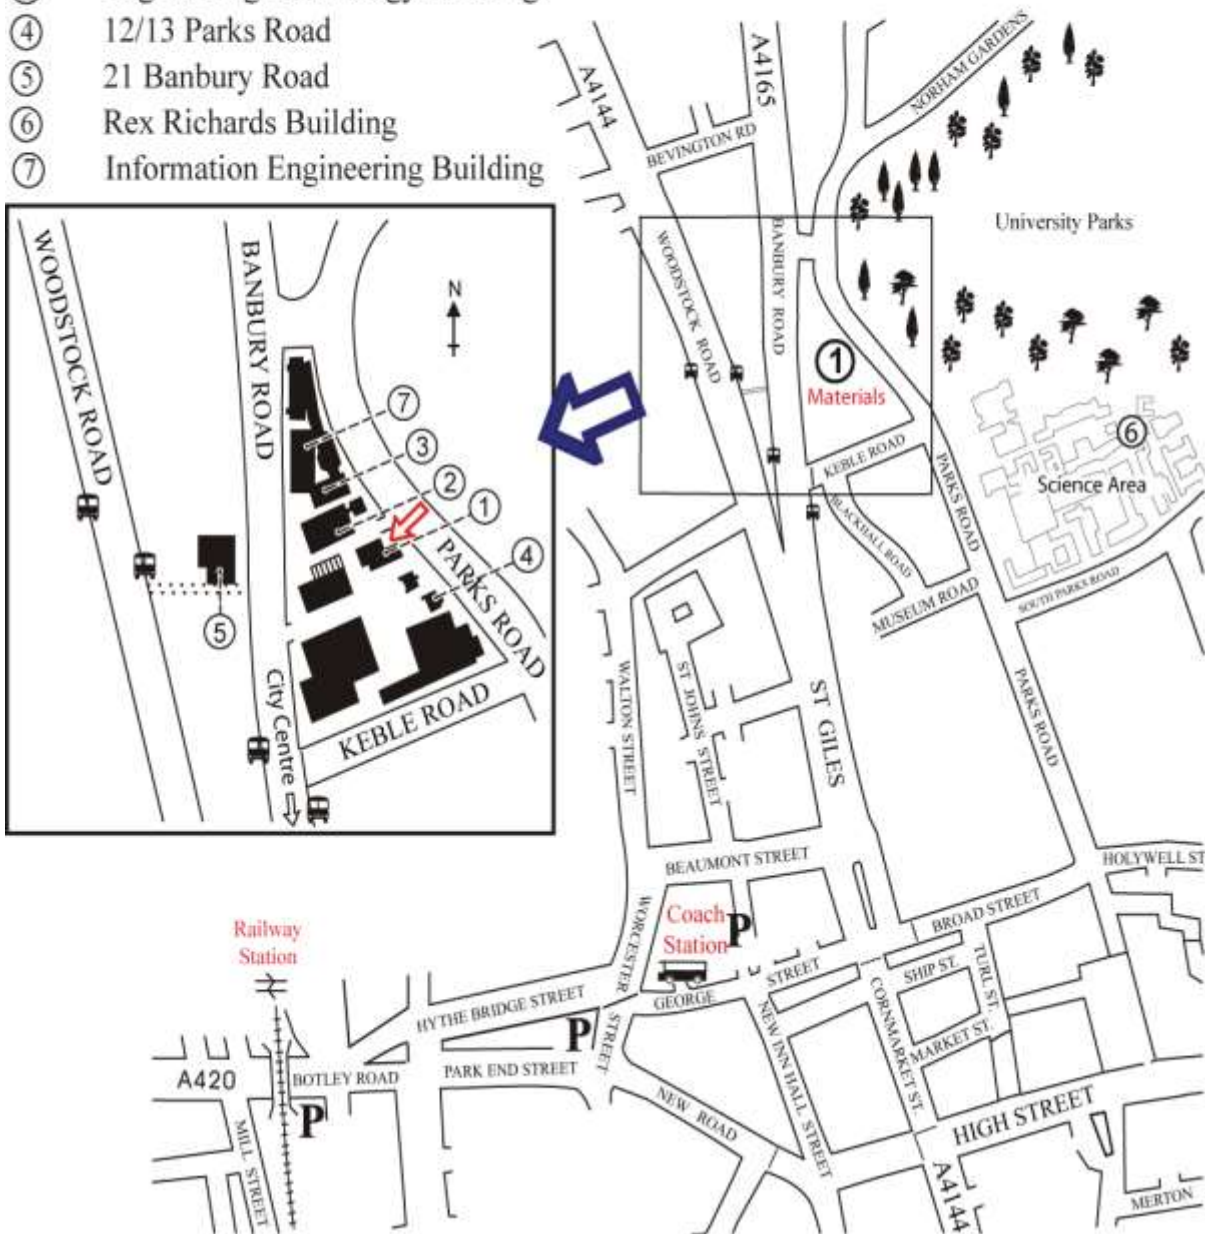 ④ 12/13 Parks Road
⑤ 21 Banbury Road
⑥ Rex Richards Building
⑦ Information Engineering Building
WOODSTOCK ROAD
BANBURY ROAD
N
⑦
③
②
①
④
⑤
PARKS ROAD
City Centre
KEBLE ROAD
A4144
A4165
NORHAM GARDENS
BEVINGTON RD
University Parks
WOODSTOCK ROAD
BANBURY ROAD
①
Materials
⑥
KEBLE ROAD
PARKS ROAD
Science Area
BLACKHALL ROAD
MUSEUM ROAD
SOUTH PARKS ROAD
WALTON STREET
ST JOHNS STREET
ST GILES
PARKS ROAD
BEAUMONT STREET
HOLYWELL ST
WORCESTER
STREET
Coach
Station
P
BROAD STREET
Railway
Station
GEORGE
STREET
SHIP ST.
TURL ST.
HYTHE BRIDGE STREET
CORNMARKET ST.
MARKET ST.
NEW INN HALL STREET
P
A420
BOTLEY ROAD
PARK END STREET
P
NEW ROAD
HIGH STREET
MILL STREET
A4144
MERTON